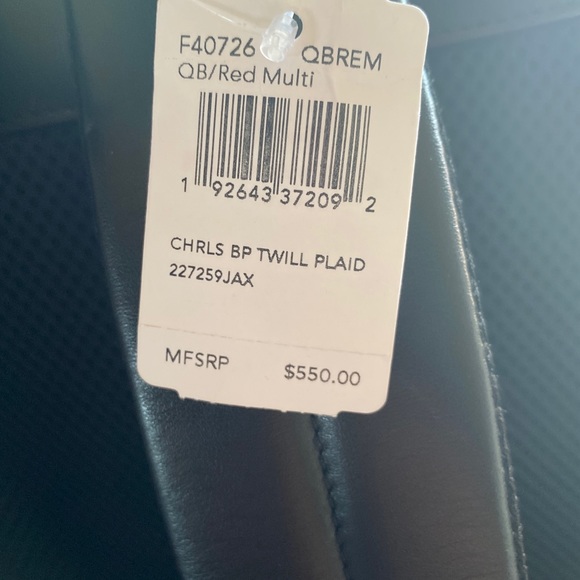 F40726 QBREM
QB/Red Multi
1 92643 37209 2
CHRLS BP TWILL PLAID
227259JAX
MFSRP $550.00